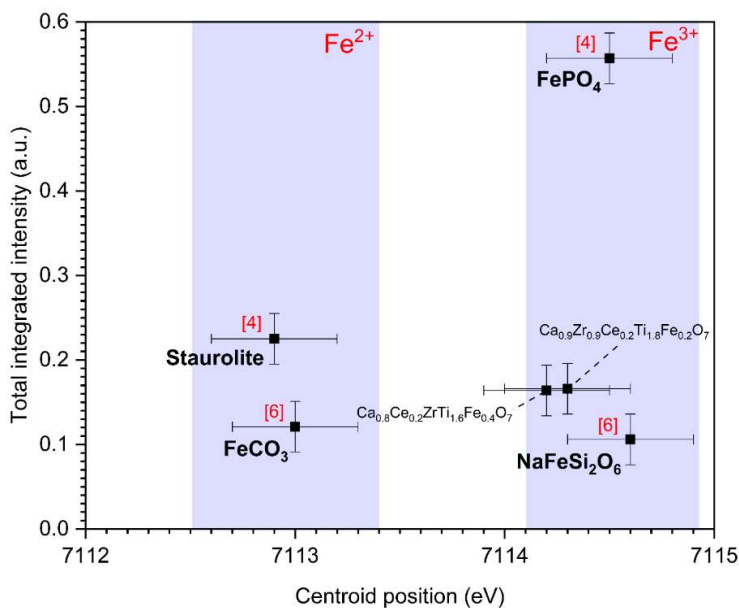 0.6
0.5
0.4
0.3
0.2
0.1
0.0
Total integrated intensity (a.u.)
Fe²⁺
Fe³⁺
[4]
FePO₄
[4]
Staurolite
Ca₀.₉Zr₀.₉Ce₀.₂Ti₁.₈Fe₀.₂O₇
Ca₀.₈Ce₀.₂ZrTi₁.₆Fe₀.₄O₇
[6]
FeCO₃
[6]
NaFeSi₂O₆
7112
7113
7114
7115
Centroid position (eV)